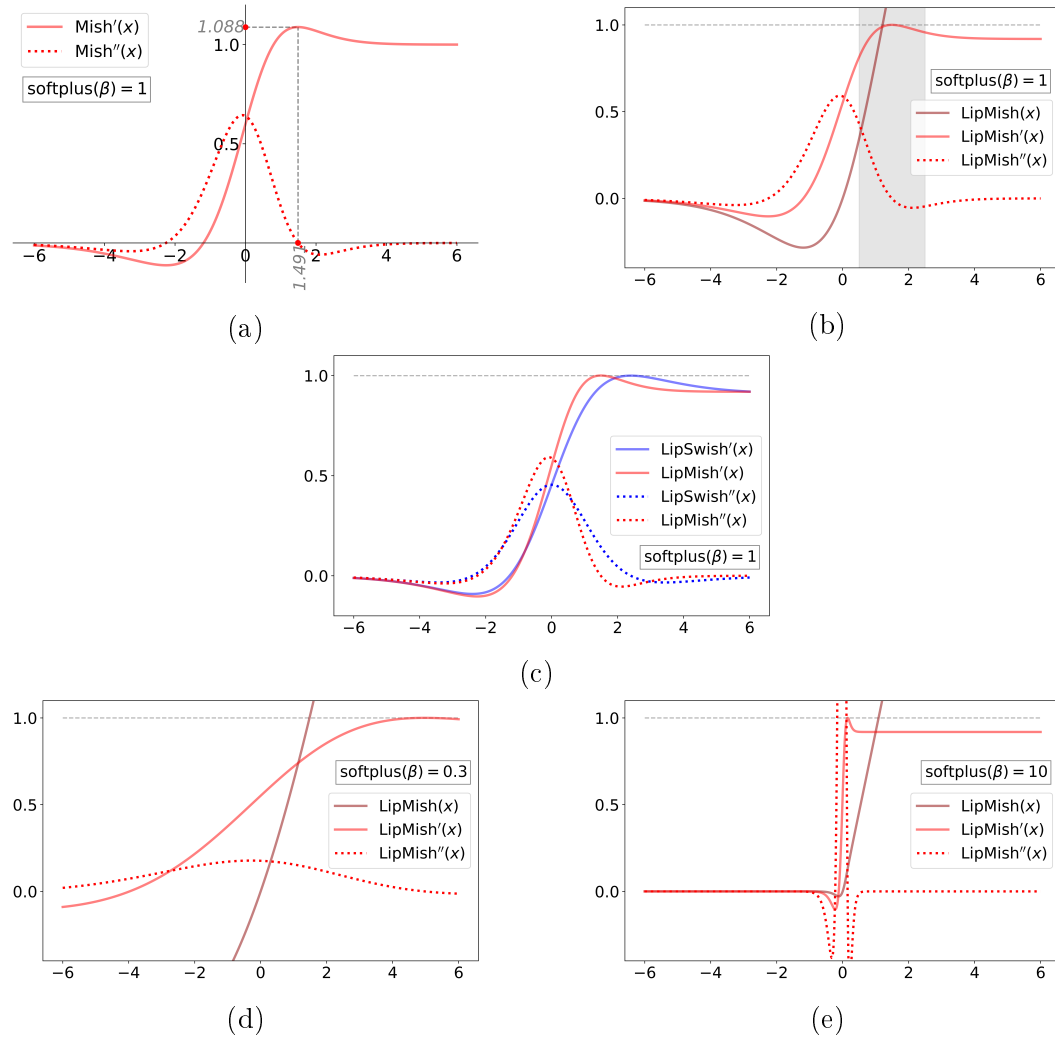 Mish′(x)
Mish″(x)
softplus(β) = 1
1.088
1.0
0.5
−6 −4 −2 0 2 4 6
1.491
(a)
1.0
0.5
0.0
softplus(β) = 1
LipMish(x)
LipMish′(x)
LipMish″(x)
−6 −4 −2 0 2 4 6
(b)
1.0
0.5
0.0
LipSwish′(x)
LipMish′(x)
LipSwish″(x)
LipMish″(x)
softplus(β) = 1
−6 −4 −2 0 2 4 6
(c)
1.0
0.5
0.0
softplus(β) = 0.3
LipMish(x)
LipMish′(x)
LipMish″(x)
−6 −4 −2 0 2 4 6
(d)
1.0
0.5
0.0
softplus(β) = 10
LipMish(x)
LipMish′(x)
LipMish″(x)
−6 −4 −2 0 2 4 6
(e)